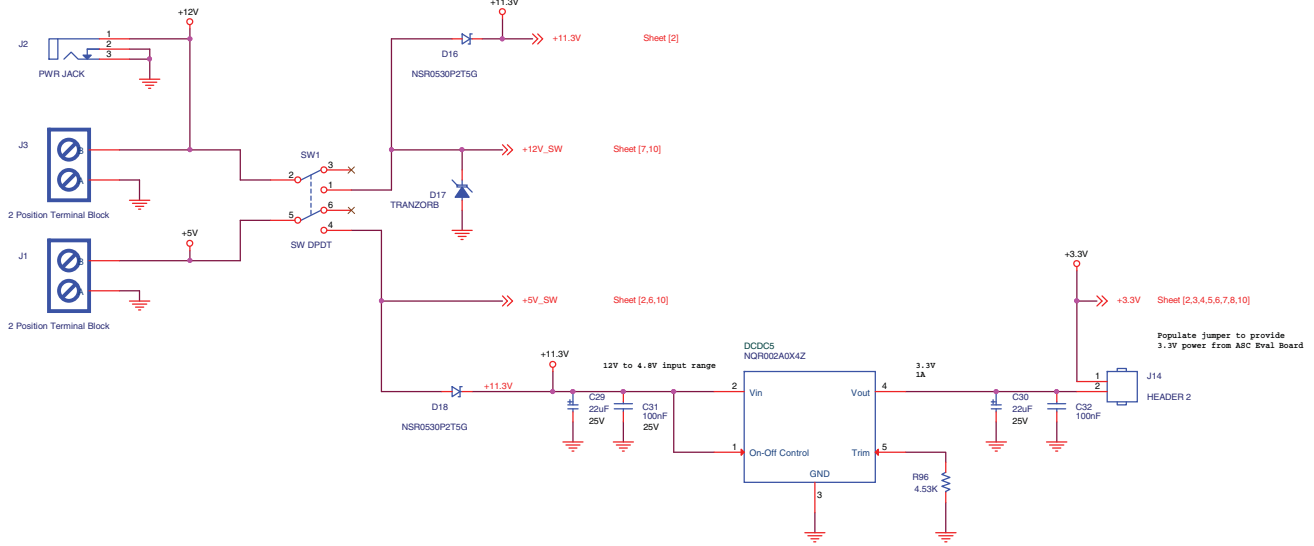 +12V
J2
1
2
3
PWR JACK
+11.3V
D16
NSR0530P2T5G
+11.3V
Sheet [2]
J3
B
A
2 Position Terminal Block
SW1
2
3
1
5
6
4
SW DPDT
+12V_SW
Sheet [7,10]
D17
TRANZORB
+5V
J1
B
A
2 Position Terminal Block
+5V_SW
Sheet [2,6,10]
+3.3V
+3.3V
Sheet [2,3,4,5,6,7,8,10]
Populate jumper to provide
3.3V power from ASC Eval Board
J14
1
2
HEADER 2
D18
NSR0530P2T5G
+11.3V
+11.3V
12V to 4.8V input range
C29
22uF
25V
C31
100nF
25V
DCDC5
NQR002A0X4Z
2
Vin
Vout
4
1
On-Off Control
Trim
5
GND
3
3.3V
1A
C30
22uF
25V
C32
100nF
R96
4.53K